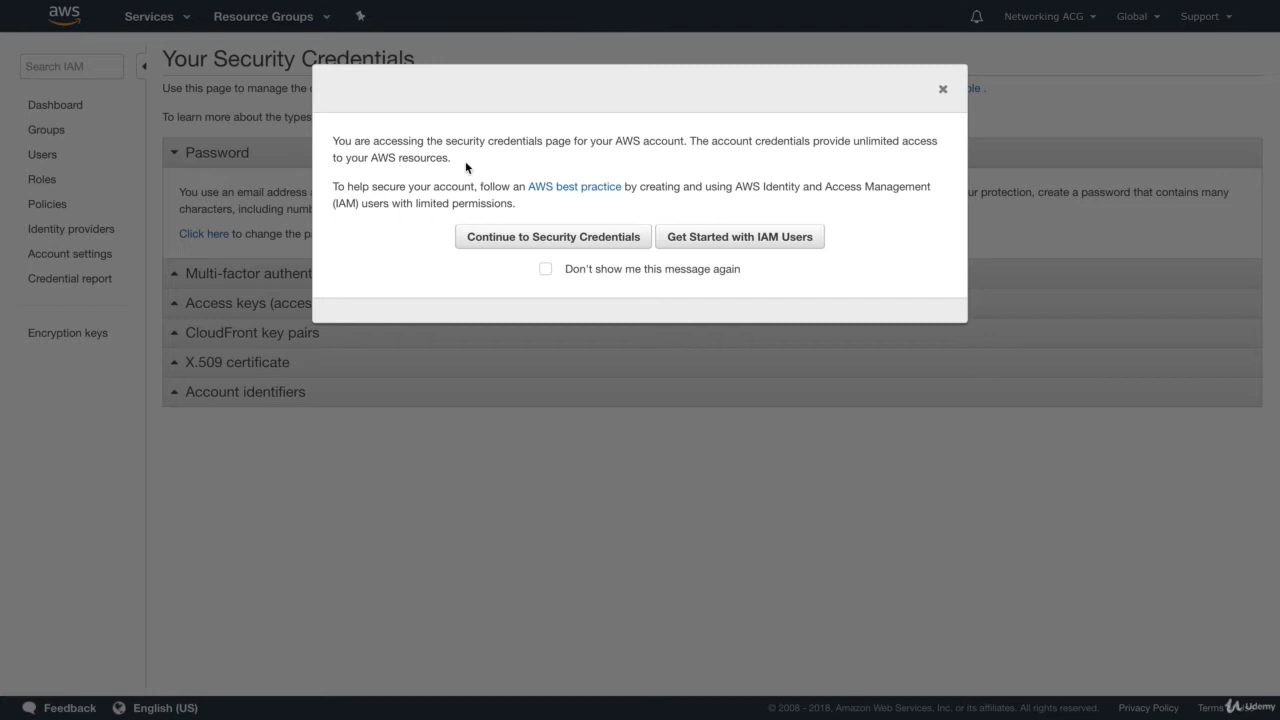 aws Services Resource Groups Networking ACG Global Support
Search IAM
Dashboard
Groups
Users
Roles
Policies
Identity providers
Account settings
Credential report
Encryption keys
Your Security Credentials
Use this page to manage the
To learn more about the types
Password
You use an email address
characters, including
Click here to change the
ur protection, create a password that contains many
Multi-factor authent
Access keys (acces
CloudFront key pairs
X.509 certificate
Account identifiers
You are accessing the security credentials page for your AWS account. The account credentials provide unlimited access
to your AWS resources.
To help secure your account, follow an AWS best practice by creating and using AWS Identity and Access Management
(IAM) users with limited permissions.
Continue to Security Credentials Get Started with IAM Users
Don't show me this message again
Feedback English (US) © 2008 - 2018, Amazon Web Services, Inc. or its affiliates. All rights reserved. Privacy Policy Terms
Udemy